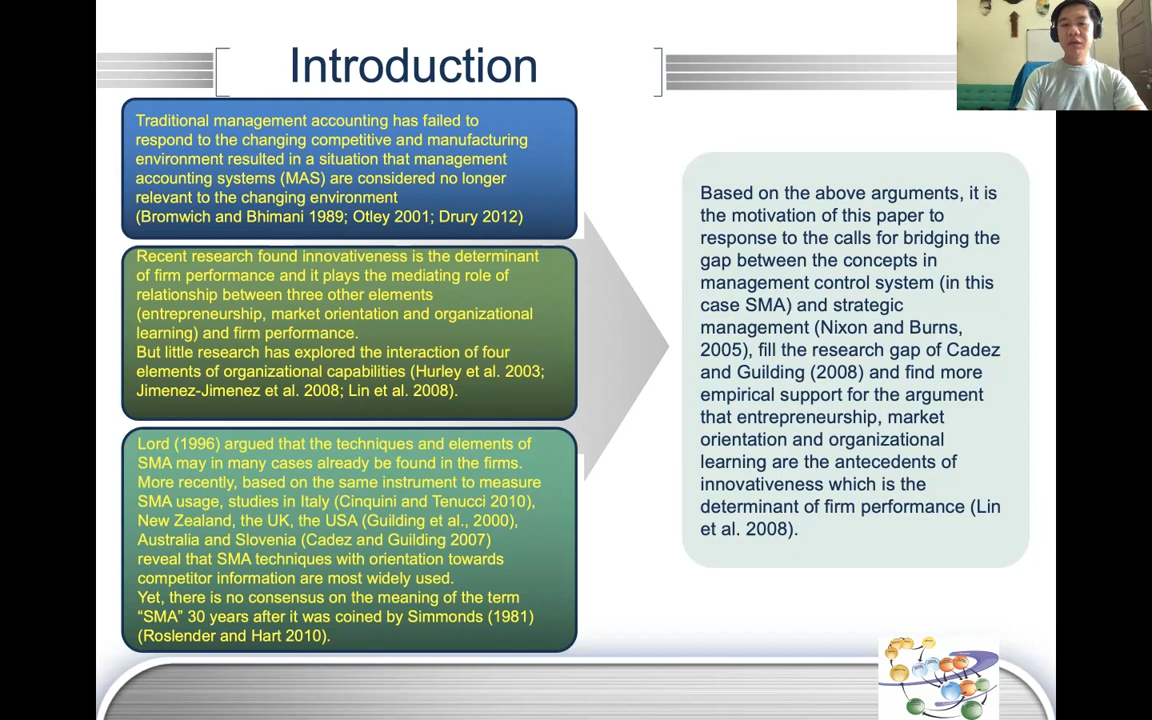 Introduction
Traditional management accounting has failed to
respond to the changing competitive and manufacturing
environment resulted in a situation that management
accounting systems (MAS) are considered no longer
relevant to the changing environment
(Bromwich and Bhimani 1989; Otley 2001; Drury 2012)
Recent research found innovativeness is the determinant
of firm performance and it plays the mediating role of
relationship between three other elements
(entrepreneurship, market orientation and organizational
learning) and firm performance.
But little research has explored the interaction of four
elements of organizational capabilities (Hurley et al. 2003;
Jimenez-Jimenez et al. 2008; Lin et al. 2008).
Lord (1996) argued that the techniques and elements of
SMA may in many cases already be found in the firms.
More recently, based on the same instrument to measure
SMA usage, studies in Italy (Cinquini and Tenucci 2010),
New Zealand, the UK, the USA (Guilding et al., 2000),
Australia and Slovenia (Cadez and Guilding 2007)
reveal that SMA techniques with orientation towards
competitor information are most widely used.
Yet, there is no consensus on the meaning of the term
“SMA” 30 years after it was coined by Simmonds (1981)
(Roslender and Hart 2010).
Based on the above arguments, it is
the motivation of this paper to
response to the calls for bridging the
gap between the concepts in
management control system (in this
case SMA) and strategic
management (Nixon and Burns,
2005), fill the research gap of Cadez
and Guilding (2008) and find more
empirical support for the argument
that entrepreneurship, market
orientation and organizational
learning are the antecedents of
innovativeness which is the
determinant of firm performance (Lin
et al. 2008).